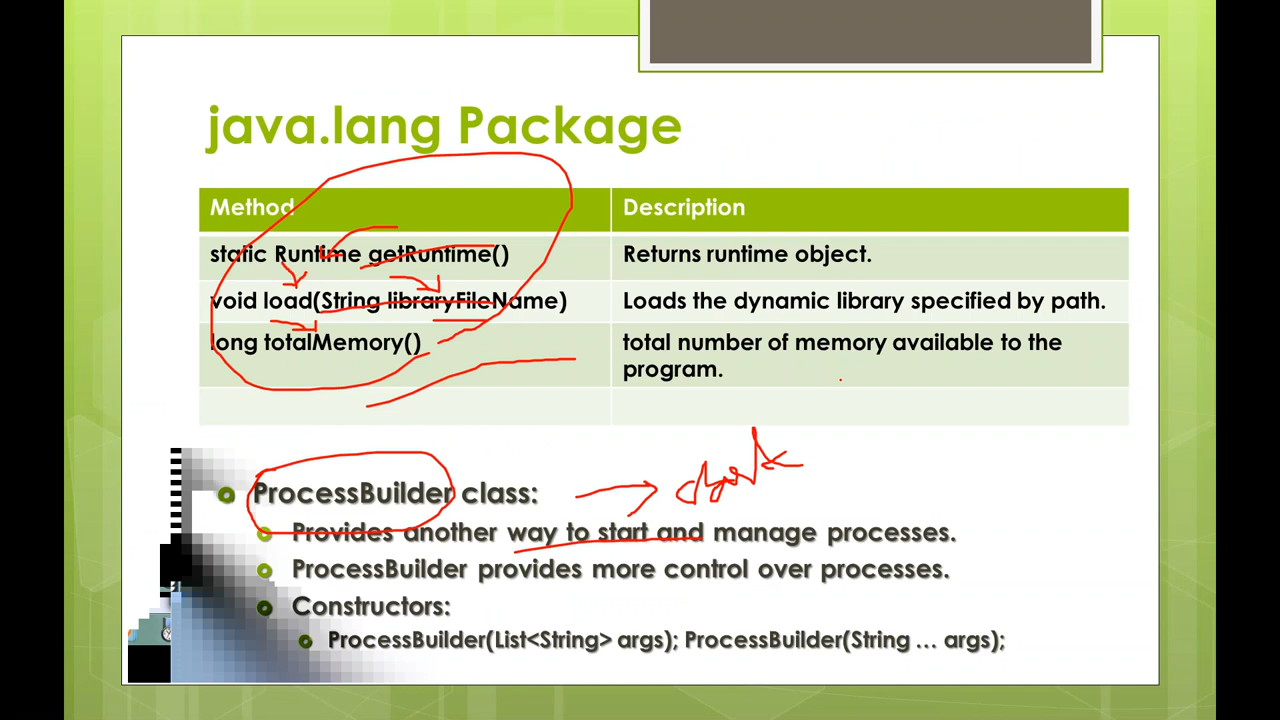 java.lang Package
Method Description
static Runtime getRuntime() Returns runtime object.
void load(String libraryFileName) Loads the dynamic library specified by path.
long totalMemory() total number of memory available to the
program.
ProcessBuilder class:
Provides another way to start and manage processes.
ProcessBuilder provides more control over processes.
Constructors:
ProcessBuilder(List<String> args); ProcessBuilder(String … args);